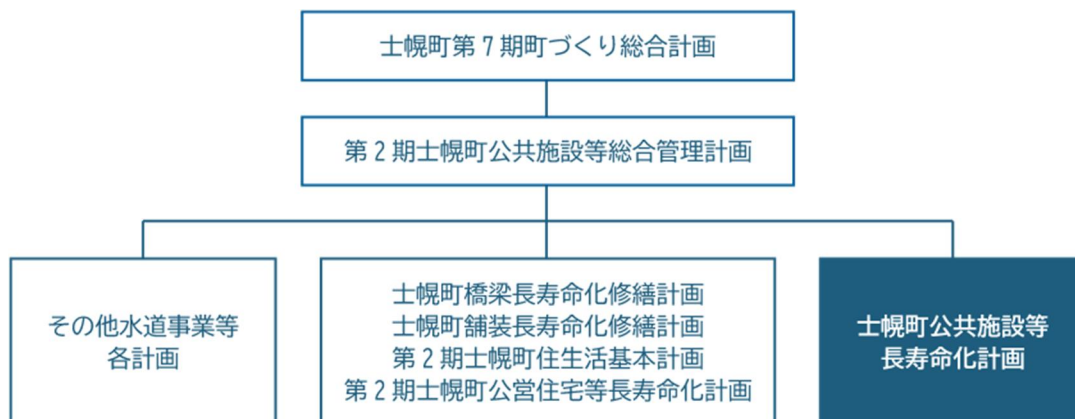 士幌町第7期町づくり総合計画
第2期士幌町公共施設等総合管理計画
その他水道事業等
各計画
士幌町橋梁長寿命化修繕計画
士幌町舗装長寿命化修繕計画
第2期士幌町住生活基本計画
第2期士幌町公営住宅等長寿命化計画
士幌町公共施設等
長寿命化計画